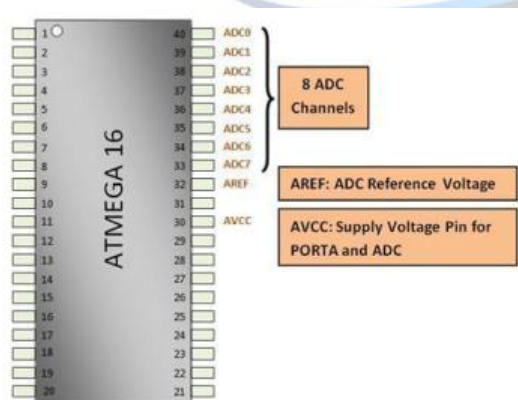 1 40 ADC0
2 39 ADC1
3 38 ADC2
4 37 ADC3
5 36 ADC4
6 35 ADC5
7 34 ADC6
8 33 ADC7
9 32 AREF
10 31
11 30 AVCC
12 29
13 28
14 27
15 26
16 25
17 24
18 23
19 22
20 21
ATMEGA 16
8 ADC
Channels
AREF: ADC Reference Voltage
AVCC: Supply Voltage Pin for
PORTA and ADC